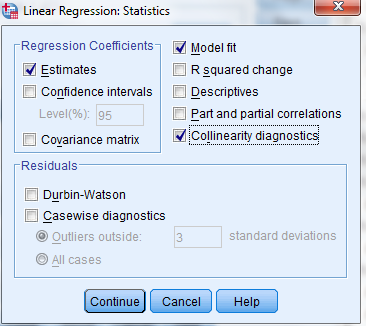 Linear Regression: Statistics
Regression Coefficients
Estimates
Confidence intervals
Level(%): 95
Covariance matrix
Model fit
R squared change
Descriptives
Part and partial correlations
Collinearity diagnostics
Residuals
Durbin-Watson
Casewise diagnostics
Outliers outside: 3 standard deviations
All cases
Continue Cancel Help